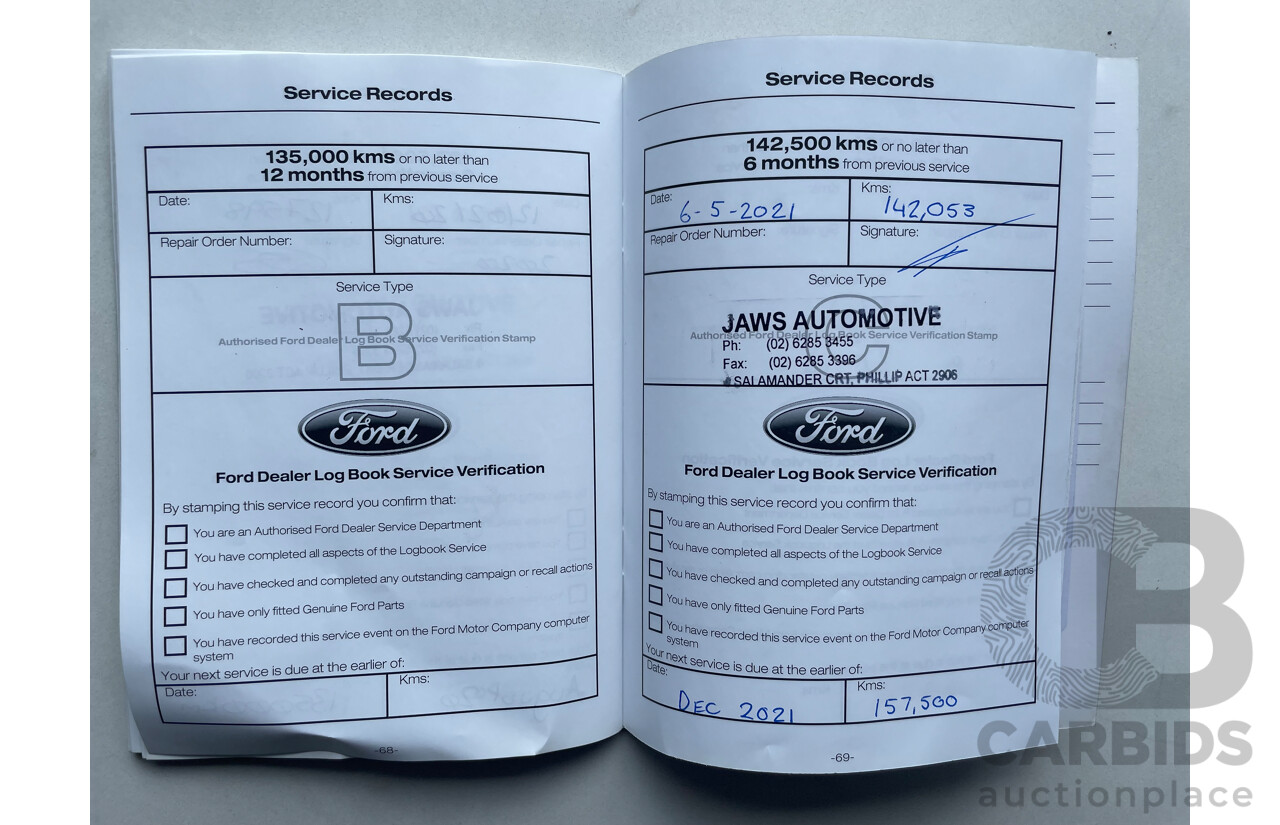 Service Records
135,000 kms or no later than
12 months from previous service
Date:
Kms:
Repair Order Number:
Signature:
Service Type
B
Authorised Ford Dealer Log Book Service Verification Stamp
Ford
Ford Dealer Log Book Service Verification
By stamping this service record you confirm that:
You are an Authorised Ford Dealer Service Department
You have completed all aspects of the Logbook Service
You have checked and completed any outstanding campaign or recall actions
You have only fitted Genuine Ford Parts
You have recorded this service event on the Ford Motor Company computer
system
Your next service is due at the earlier of:
Date:
Kms:
-68-
Service Records
142,500 kms or no later than
6 months from previous service
Date: 6-5-2021
Kms: 142,053
Repair Order Number:
Signature:
Service Type
C
JAWS AUTOMOTIVE
Authorised Ford Dealer Log Book Service Verification Stamp
Ph: (02) 6285 3455
Fax: (02) 6285 3396
SALAMANDER CRT, PHILLIP ACT 2906
Ford
Ford Dealer Log Book Service Verification
By stamping this service record you confirm that:
You are an Authorised Ford Dealer Service Department
You have completed all aspects of the Logbook Service
You have checked and completed any outstanding campaign or recall actions
You have only fitted Genuine Ford Parts
You have recorded this service event on the Ford Motor Company computer
system
Your next service is due at the earlier of:
Date: DEC 2021
Kms: 157,500
-69-
CB
CARBIDS
auctionplace